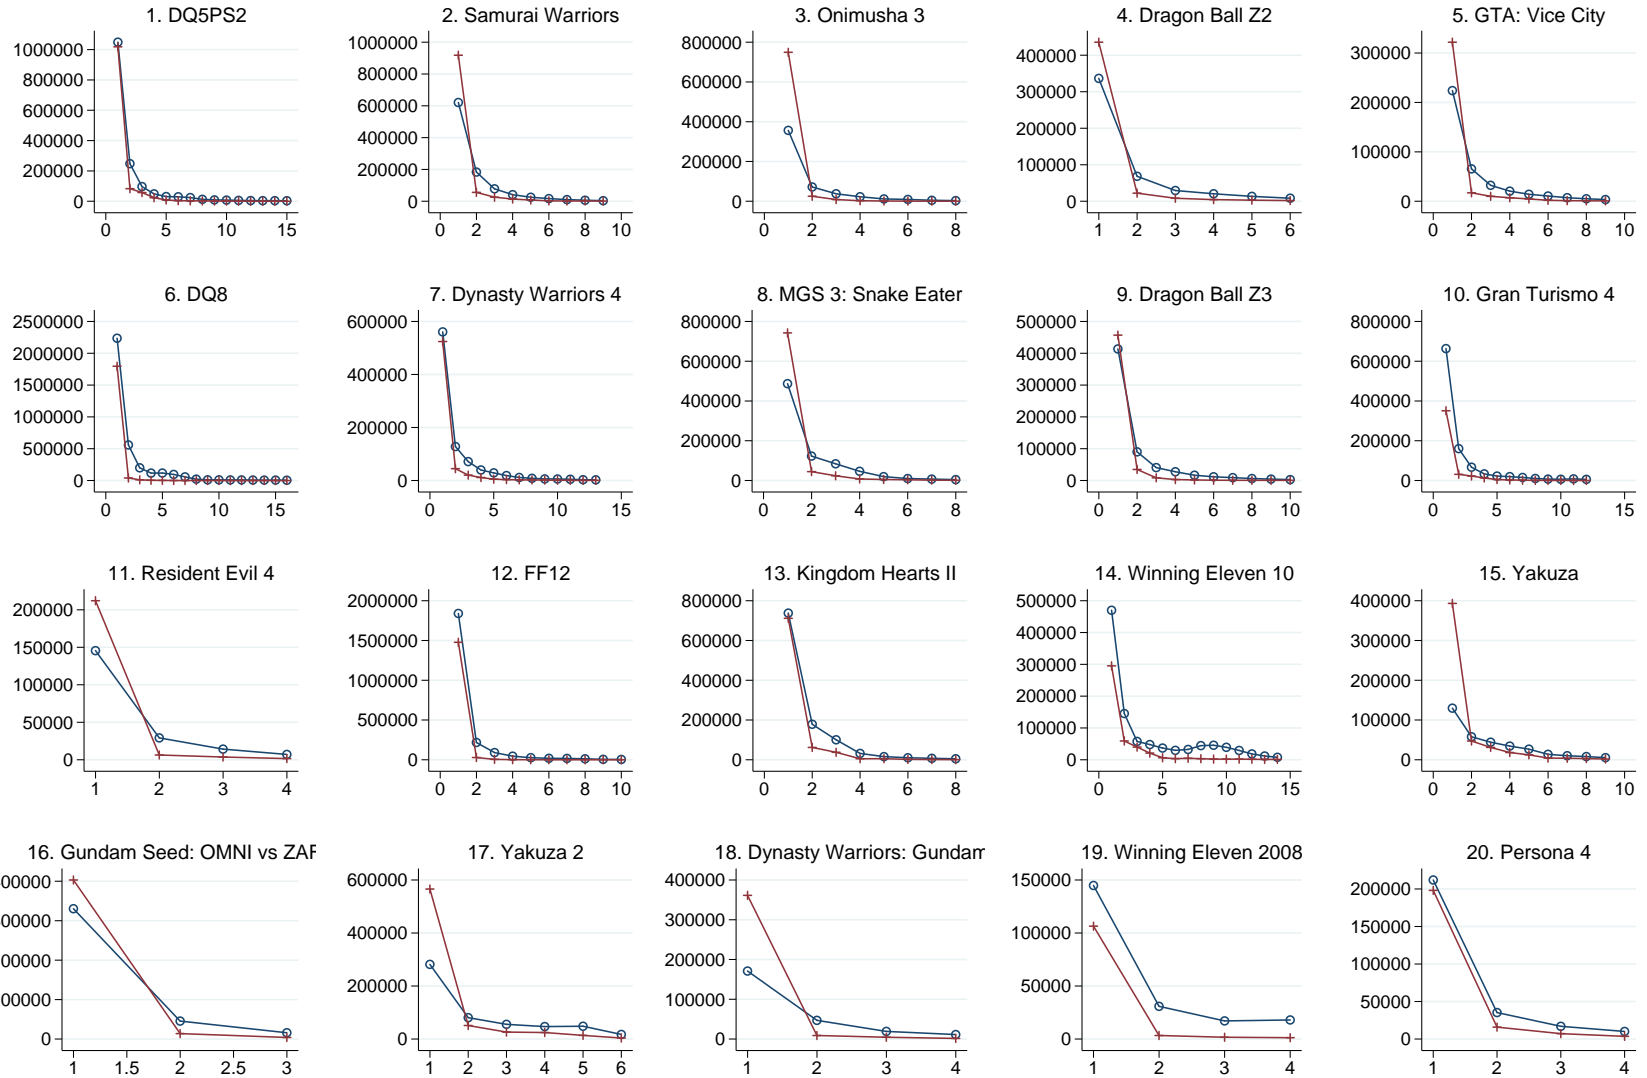 1. DQ5PS2
1000000
800000
600000
400000
200000
0
0 5 10 15
2. Samurai Warriors
1000000
800000
600000
400000
200000
0
0 2 4 6 8 10
3. Onimusha 3
800000
600000
400000
200000
0
0 2 4 6 8
4. Dragon Ball Z2
400000
300000
200000
100000
0
1 2 3 4 5 6
5. GTA: Vice City
300000
200000
100000
0
0 2 4 6 8 10
6. DQ8
2500000
2000000
1500000
1000000
500000
0
0 5 10 15
7. Dynasty Warriors 4
600000
400000
200000
0
0 5 10 15
8. MGS 3: Snake Eater
800000
600000
400000
200000
0
0 2 4 6 8
9. Dragon Ball Z3
500000
400000
300000
200000
100000
0
0 2 4 6 8 10
10. Gran Turismo 4
800000
600000
400000
200000
0
0 5 10 15
11. Resident Evil 4
200000
150000
100000
50000
0
1 2 3 4
12. FF12
2000000
1500000
1000000
500000
0
0 2 4 6 8 10
13. Kingdom Hearts II
800000
600000
400000
200000
0
0 2 4 6 8
14. Winning Eleven 10
500000
400000
300000
200000
100000
0
0 5 10 15
15. Yakuza
400000
300000
200000
100000
0
0 2 4 6 8 10
16. Gundam Seed: OMNI vs ZAF
00000
00000
00000
00000
0
1 1.5 2 2.5 3
17. Yakuza 2
600000
400000
200000
0
1 2 3 4 5 6
18. Dynasty Warriors: Gundam
400000
300000
200000
100000
0
1 2 3 4
19. Winning Eleven 2008
150000
100000
50000
0
1 2 3 4
20. Persona 4
200000
150000
100000
50000
0
1 2 3 4